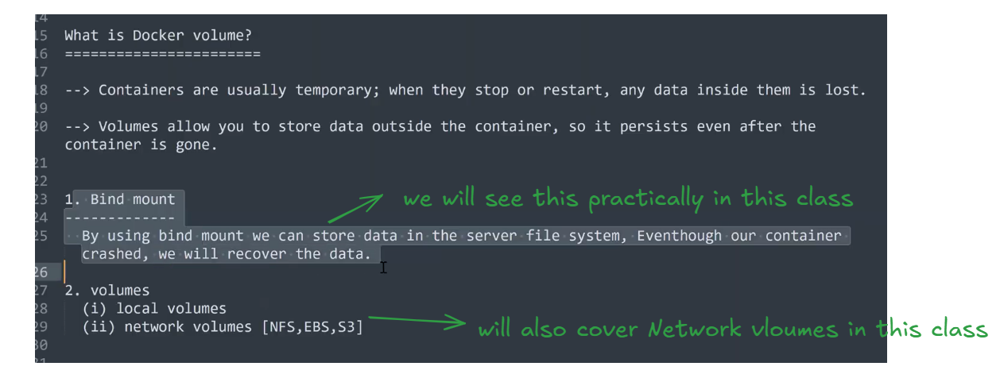 14
15 What is Docker volume?
16 =======================
17
18 --> Containers are usually temporary; when they stop or restart, any data inside them is lost.
19
20 --> Volumes allow you to store data outside the container, so it persists even after the
container is gone.
21
22
23 1. Bind mount
we will see this practically in this class
24 -------------
25 By using bind mount we can store data in the server file system, Eventhough our container
crashed, we will recover the data.
26
27 2. volumes
28 (i) local volumes
29 (ii) network volumes [NFS,EBS,S3]
will also cover Network vloumes in this class
30
31